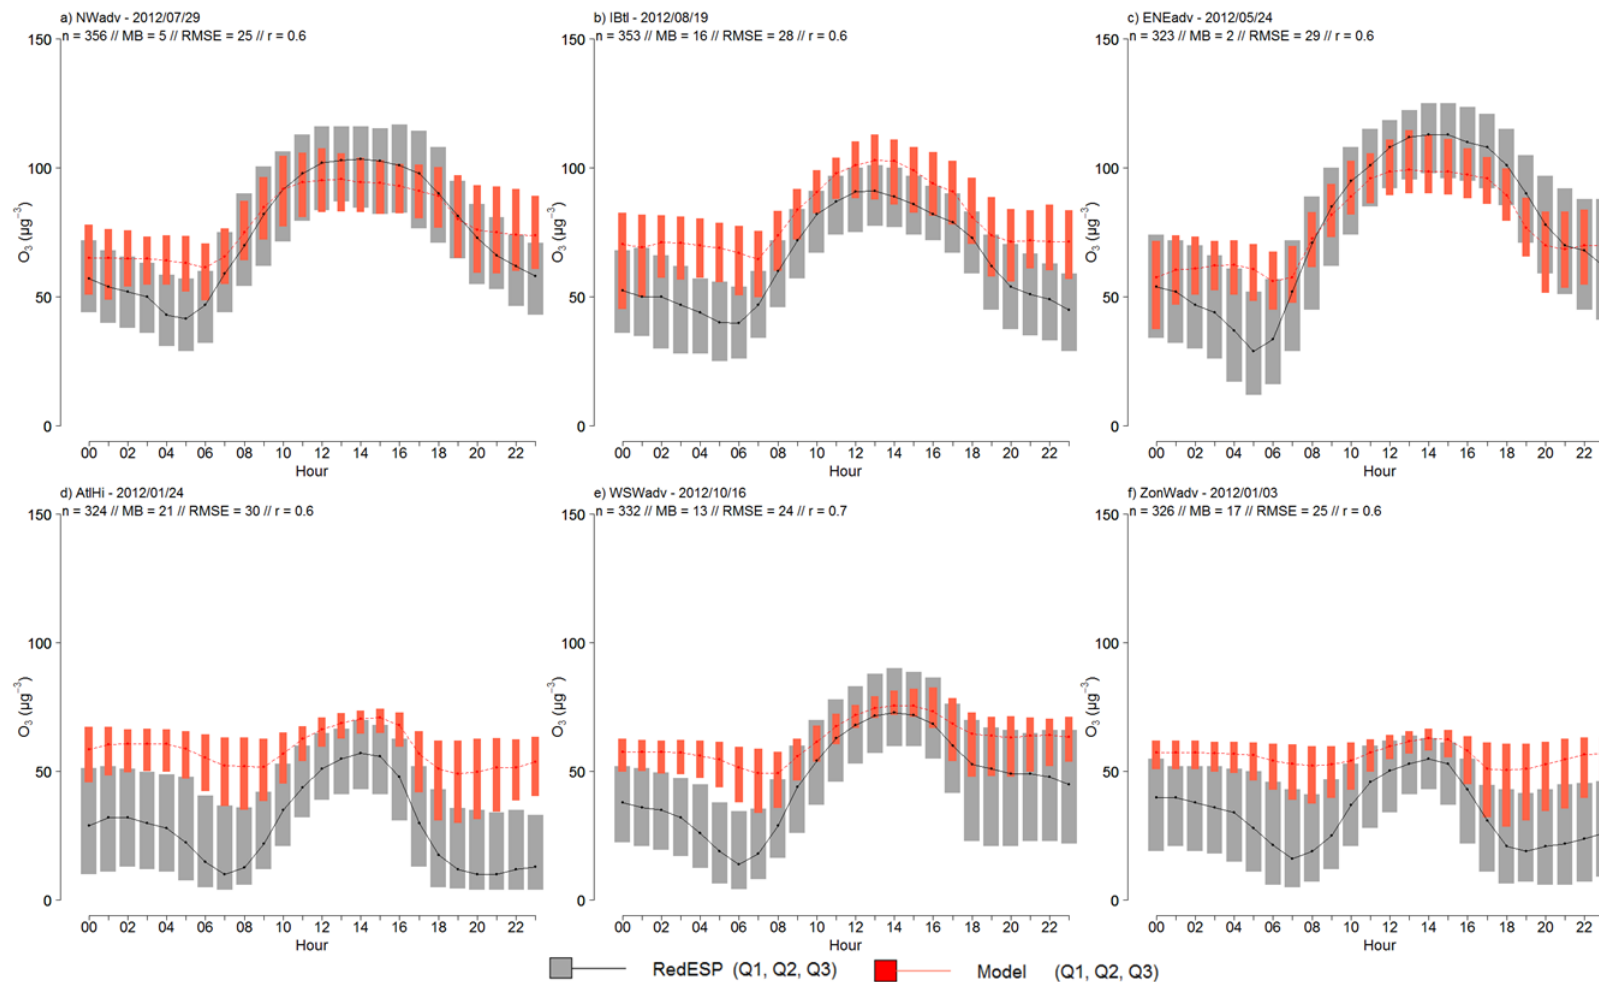 a) NWadv - 2012/07/29
n = 356 // MB = 5 // RMSE = 25 // r = 0.6
150
100
50
0
O₃ (µg⁻³)
00 02 04 06 08 10 12 14 16 18 20 22
Hour
b) IBtl - 2012/08/19
n = 353 // MB = 16 // RMSE = 28 // r = 0.6
150
100
50
0
O₃ (µg⁻³)
00 02 04 06 08 10 12 14 16 18 20 22
Hour
c) ENEadv - 2012/05/24
n = 323 // MB = 2 // RMSE = 29 // r = 0.6
150
100
50
0
O₃ (µg⁻³)
00 02 04 06 08 10 12 14 16 18 20 22
Hour
d) AtlHi - 2012/01/24
n = 324 // MB = 21 // RMSE = 30 // r = 0.6
150
100
50
0
O₃ (µg⁻³)
00 02 04 06 08 10 12 14 16 18 20 22
Hour
e) WSWadv - 2012/10/16
n = 332 // MB = 13 // RMSE = 24 // r = 0.7
150
100
50
0
O₃ (µg⁻³)
00 02 04 06 08 10 12 14 16 18 20 22
Hour
f) ZonWadv - 2012/01/03
n = 326 // MB = 17 // RMSE = 25 // r = 0.6
150
100
50
0
O₃ (µg⁻³)
00 02 04 06 08 10 12 14 16 18 20 22
Hour
RedESP (Q1, Q2, Q3)
Model (Q1, Q2, Q3)